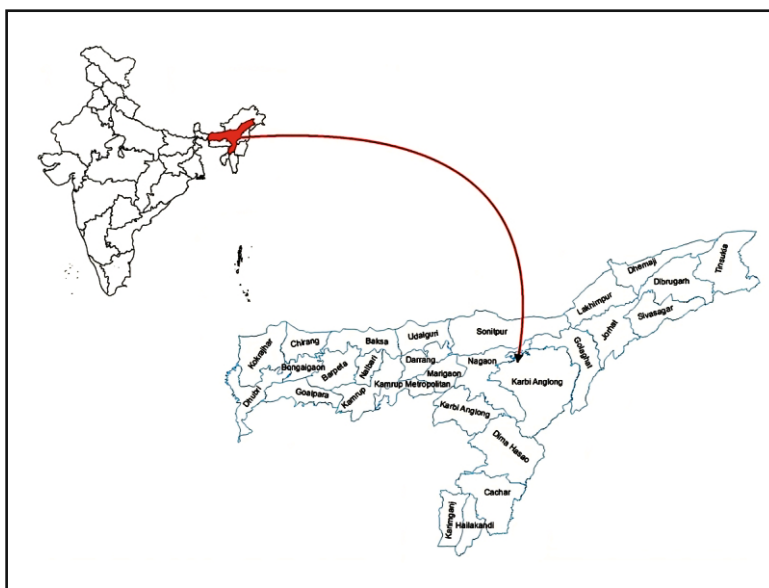 Tinsukia
Dhemaji
Dibrugarh
Lakhimpur
Sivasagar
Jorhat
Golaghat
Sonitpur
Udalguri
Baksa
Chirang
Kokrajhar
Darrang
Nagaon
Marigaon
Nalbari
Bongaigaon
Barpeta
Kamrup Metropolitan
Karbi Anglong
Dhubri
Goalpara
Kamrup
Karbi Anglong
Dima Hasao
Cachar
Karimganj
Hailakandi